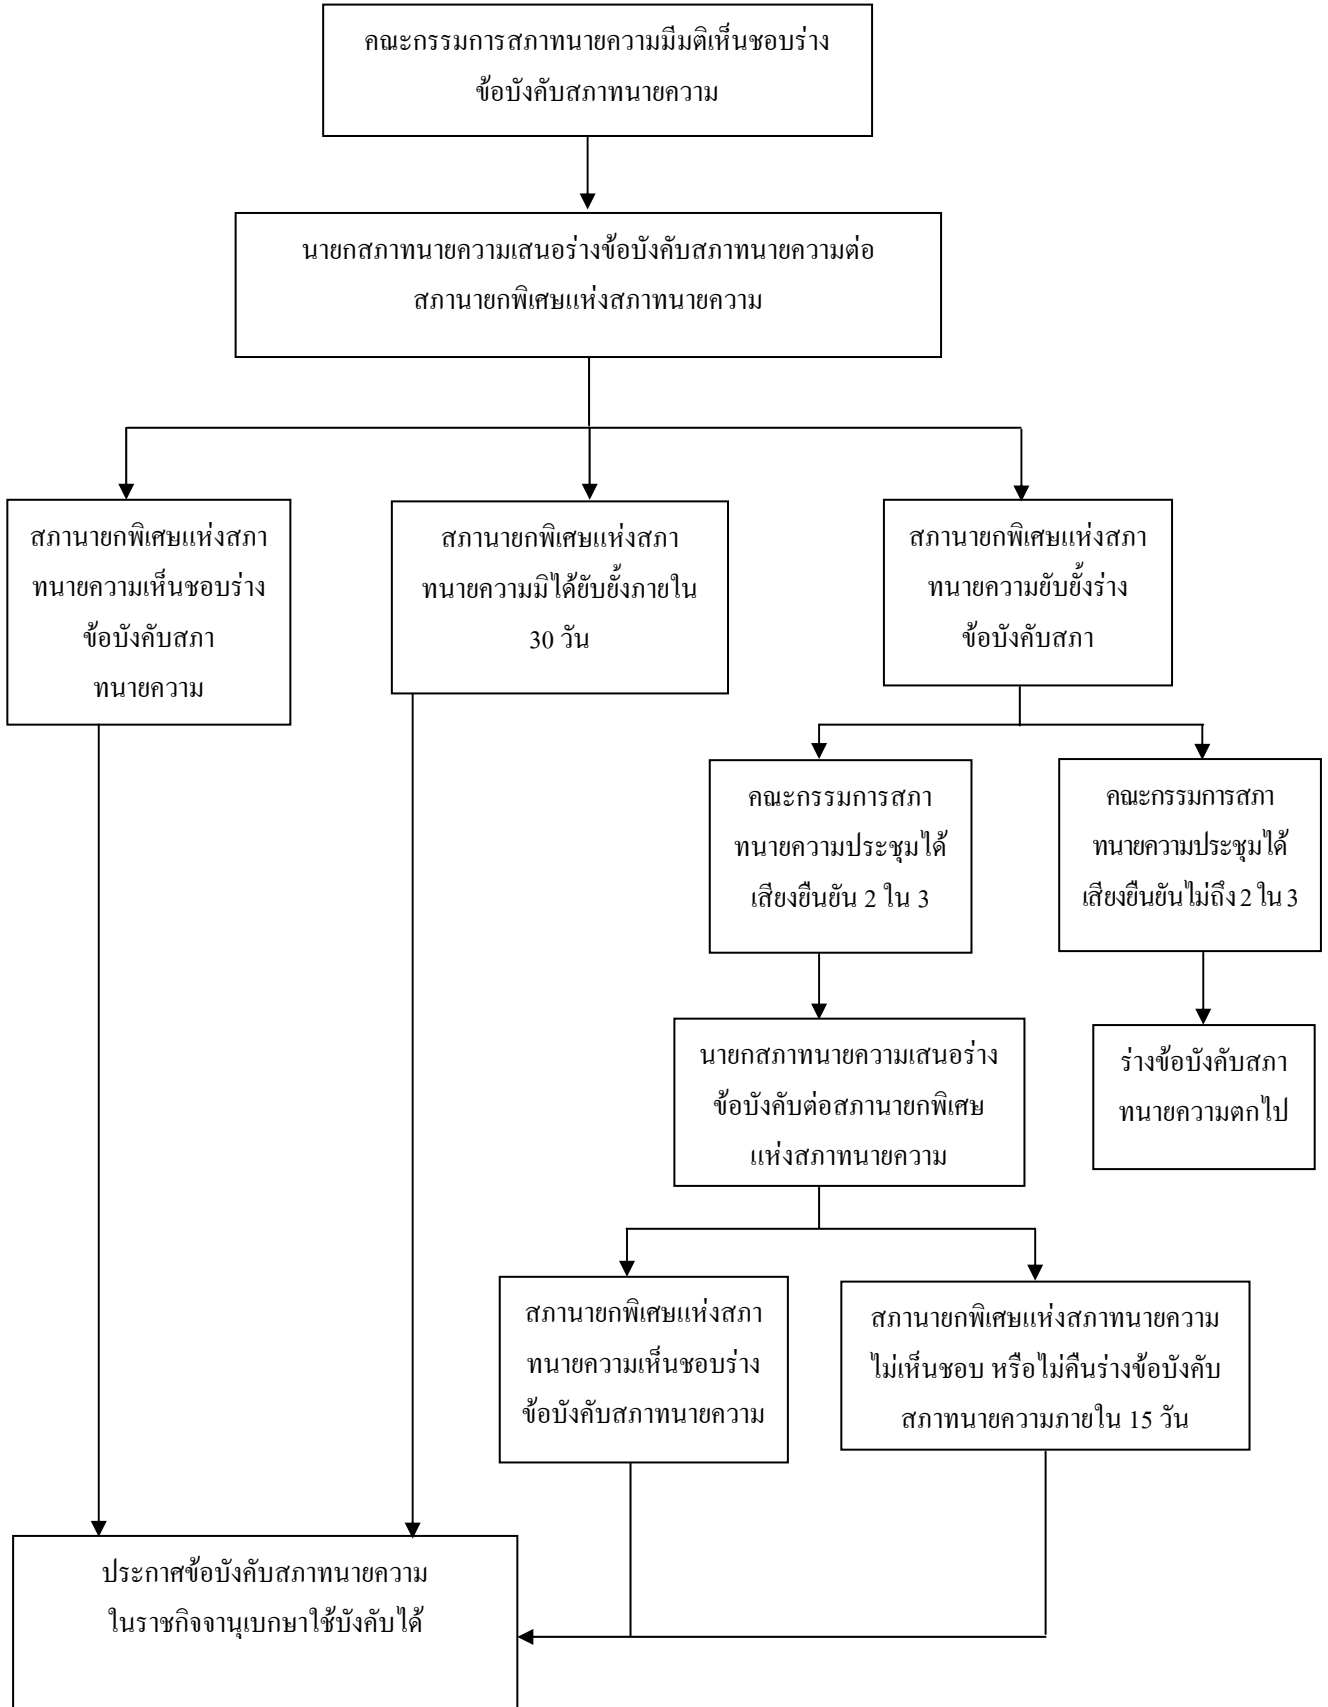 คณะกรรมการสภาทนายความมีมติเห็นชอบร่าง
ข้อบังคับสภาทนายความ
นายกสภาทนายความเสนอร่างข้อบังคับสภาทนายความต่อ
สภานายกพิเศษแห่งสภาทนายความ
สภานายกพิเศษแห่งสภา
ทนายความเห็นชอบร่าง
ข้อบังคับสภา
ทนายความ
สภานายกพิเศษแห่งสภา
ทนายความมิได้ยับยั้งภายใน
30 วัน
สภานายกพิเศษแห่งสภา
ทนายความยับยั้งร่าง
ข้อบังคับสภา
คณะกรรมการสภา
ทนายความประชุมได้
เสียงยืนยัน 2 ใน 3
คณะกรรมการสภา
ทนายความประชุมได้
เสียงยืนยันไม่ถึง 2 ใน 3
นายกสภาทนายความเสนอร่าง
ข้อบังคับต่อสภานายกพิเศษ
แห่งสภาทนายความ
ร่างข้อบังคับสภา
ทนายความตกไป
สภานายกพิเศษแห่งสภา
ทนายความเห็นชอบร่าง
ข้อบังคับสภาทนายความ
สภานายกพิเศษแห่งสภาทนายความ
ไม่เห็นชอบ หรือไม่คืนร่างข้อบังคับ
สภาทนายความภายใน 15 วัน
ประกาศข้อบังคับสภาทนายความ
ในราชกิจจานุเบกษาใช้บังคับได้